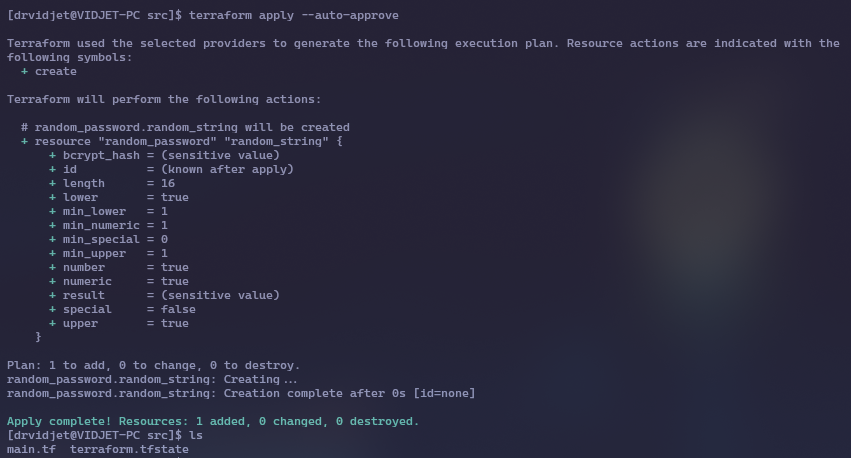 [drvidjet@VIDJET-PC src]$ terraform apply --auto-approve
Terraform used the selected providers to generate the following execution plan. Resource actions are indicated with the
following symbols:
  + create
Terraform will perform the following actions:
  # random_password.random_string will be created
  + resource "random_password" "random_string" {
      + bcrypt_hash = (sensitive value)
      + id          = (known after apply)
      + length      = 16
      + lower       = true
      + min_lower   = 1
      + min_numeric = 1
      + min_special = 0
      + min_upper   = 1
      + number      = true
      + numeric     = true
      + result      = (sensitive value)
      + special     = false
      + upper       = true
    }
Plan: 1 to add, 0 to change, 0 to destroy.
random_password.random_string: Creating...
random_password.random_string: Creation complete after 0s [id=none]
Apply complete! Resources: 1 added, 0 changed, 0 destroyed.
[drvidjet@VIDJET-PC src]$ ls
main.tf  terraform.tfstate